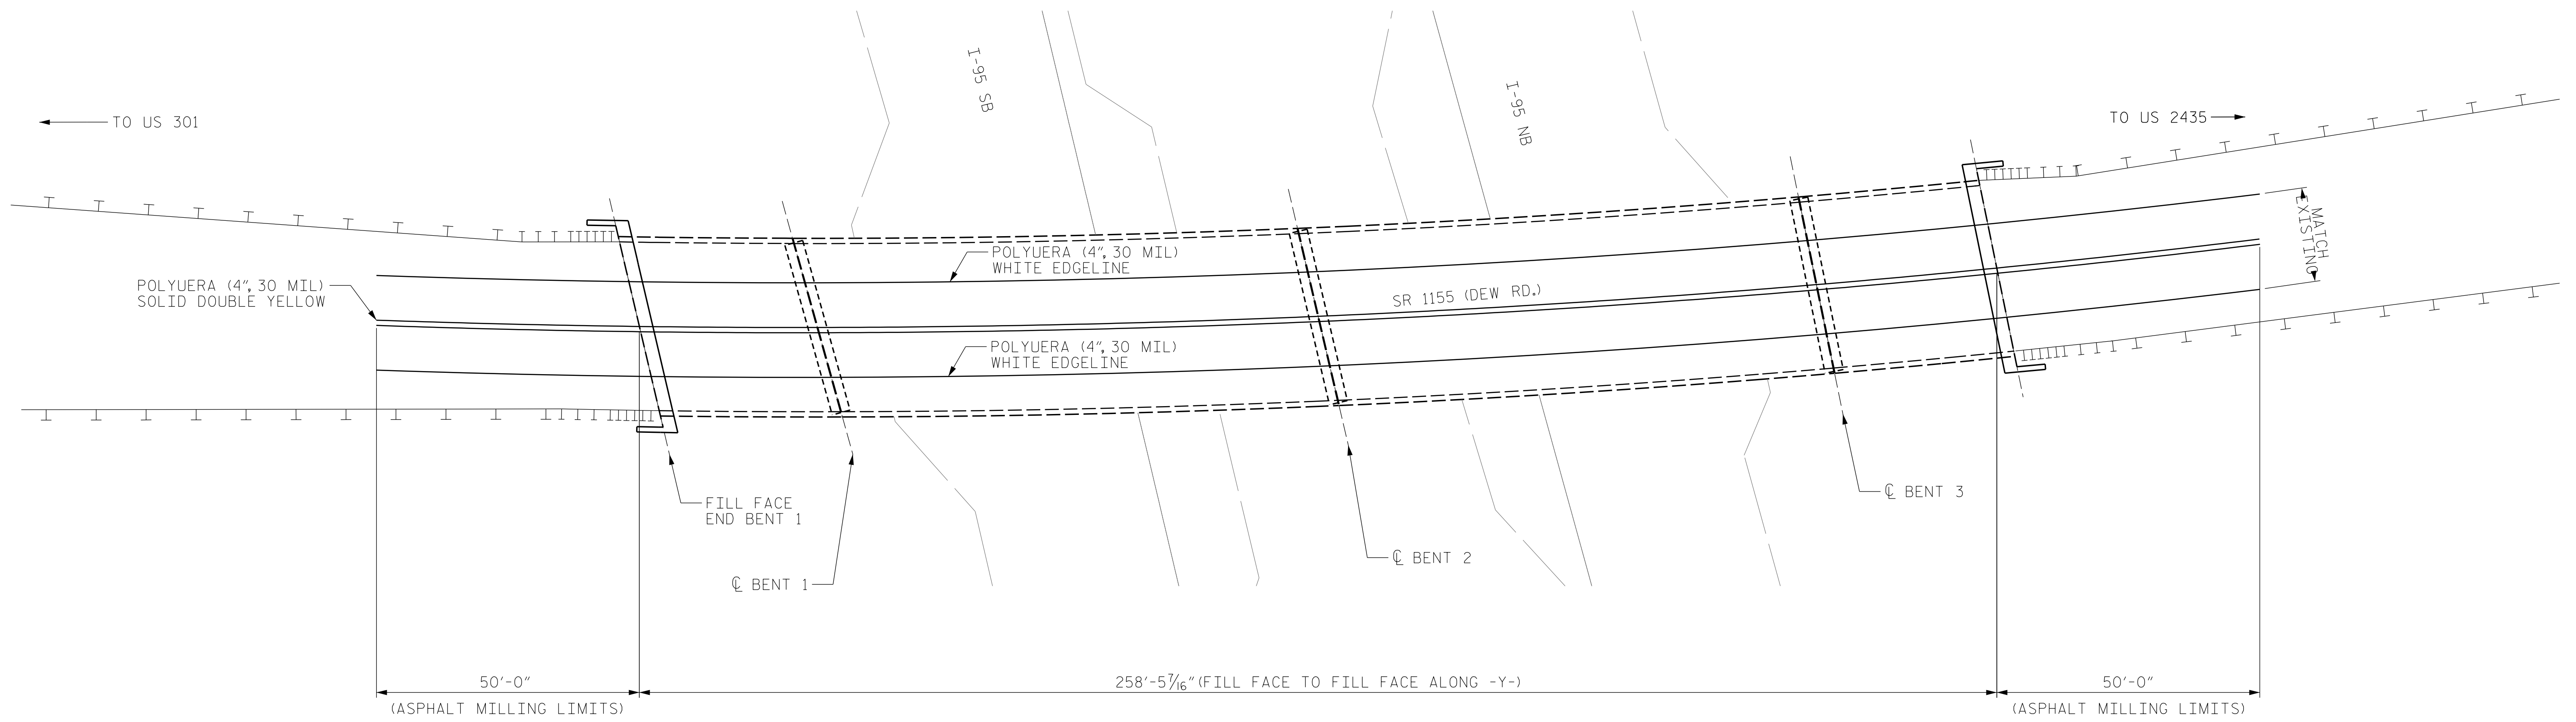 I-95 SB
I-95 NB
TO US 301
TO US 2435
MATCH
EXISTING
POLYUERA (4", 30 MIL)
WHITE EDGELINE
POLYUERA (4", 30 MIL)
SOLID DOUBLE YELLOW
SR 1155 (DEW RD.)
POLYUERA (4", 30 MIL)
WHITE EDGELINE
FILL FACE
END BENT 1
℄ BENT 3
℄ BENT 2
℄ BENT 1
50'-0"
258'-5 7/16" (FILL FACE TO FILL FACE ALONG -Y-)
50'-0"
(ASPHALT MILLING LIMITS)
(ASPHALT MILLING LIMITS)